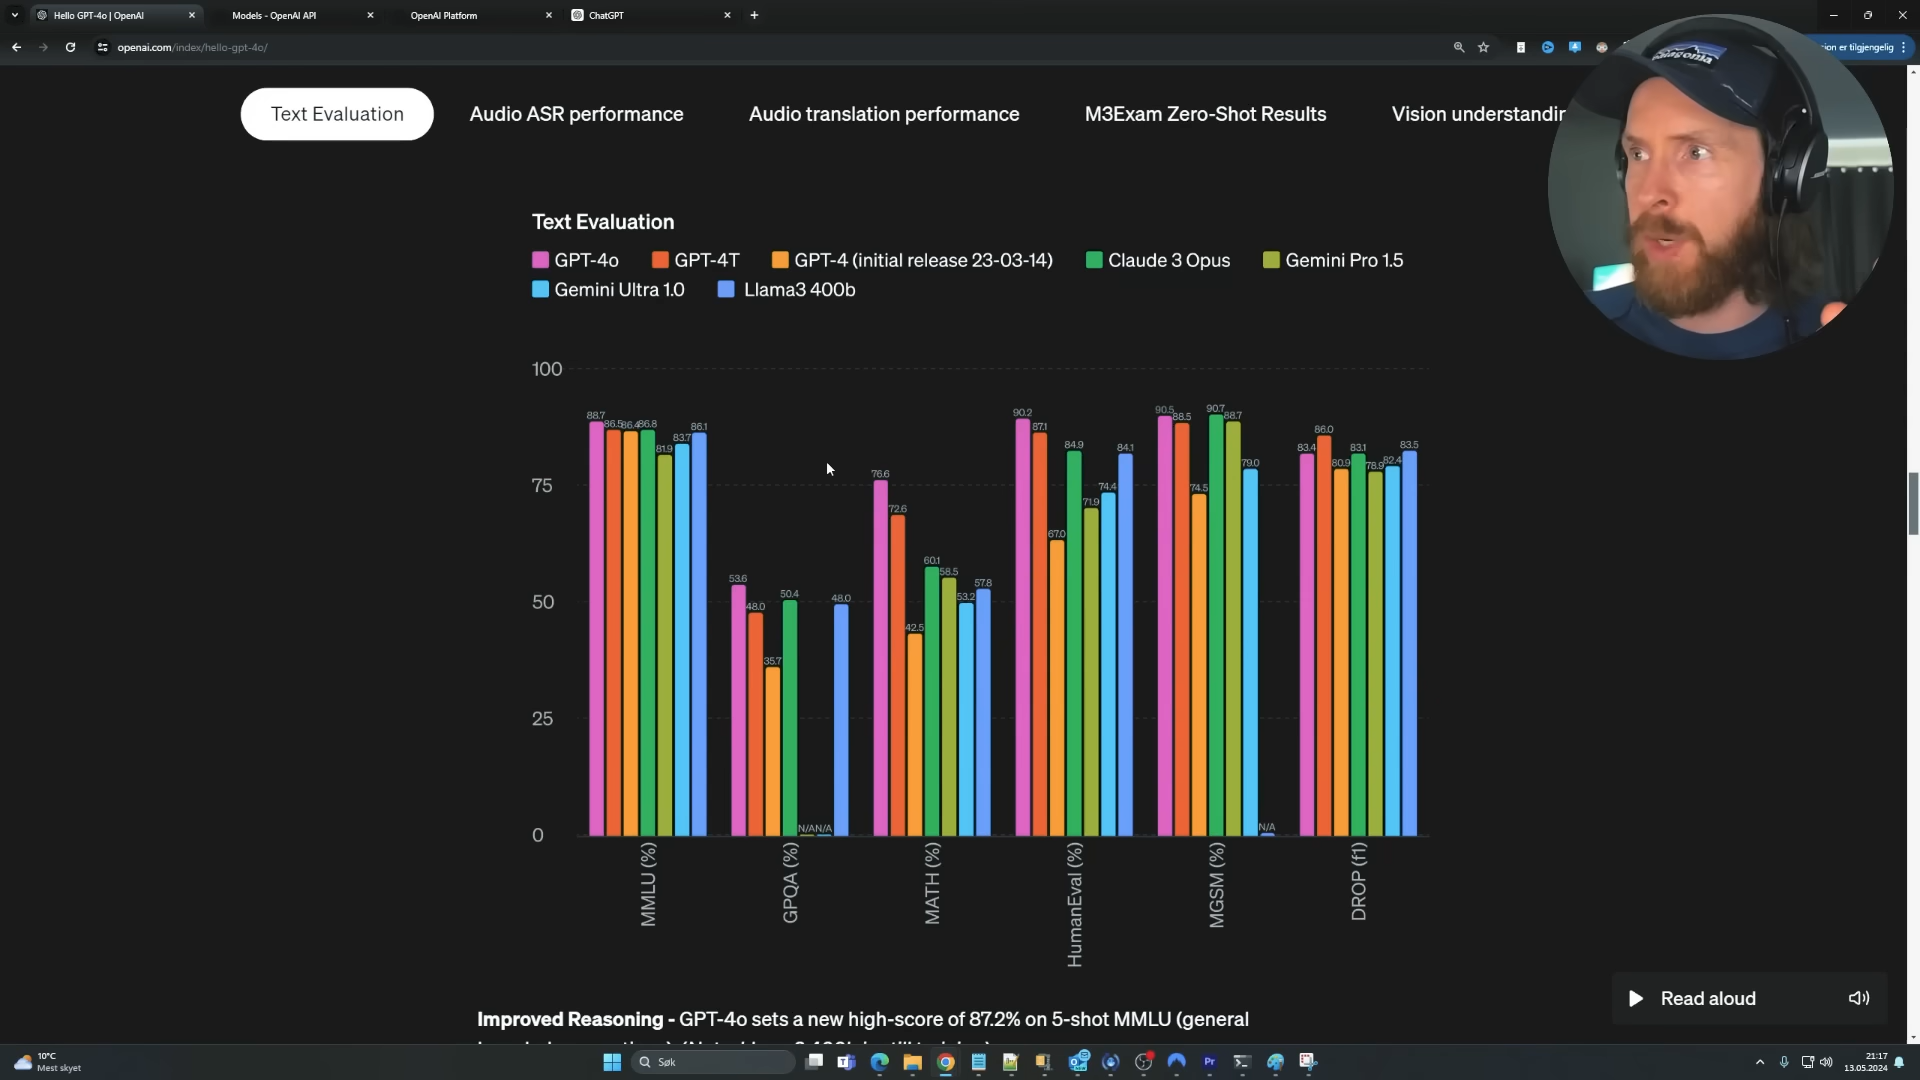 Hello GPT-4o | OpenAI
Models - OpenAI API
OpenAI Platform
ChatGPT
openai.com/index/hello-gpt-4o/
ion er tilgjengelig
patagonia
Text Evaluation
Audio ASR performance
Audio translation performance
M3Exam Zero-Shot Results
Vision understandin
Text Evaluation
GPT-4o
GPT-4T
GPT-4 (initial release 23-03-14)
Claude 3 Opus
Gemini Pro 1.5
Gemini Ultra 1.0
Llama3 400b
100
75
50
25
0
88.7
86.5
86.4
86.8
81.9
83.7
86.1
53.6
48.0
35.7
50.4
N/A
N/A
48.0
76.6
72.6
42.5
60.1
58.5
53.2
57.8
90.2
87.1
67.0
84.9
71.9
74.4
84.1
90.5
88.5
74.5
90.7
88.7
79.0
N/A
83.4
86.0
80.9
83.1
78.9
82.4
83.5
MMLU (%)
GPQA (%)
MATH (%)
HumanEval (%)
MGSM (%)
DROP (f1)
Read aloud
Improved Reasoning - GPT-4o sets a new high-score of 87.2% on 5-shot MMLU (general
10°C
Mest skyet
Søk
Pr
21:17
13.05.2024